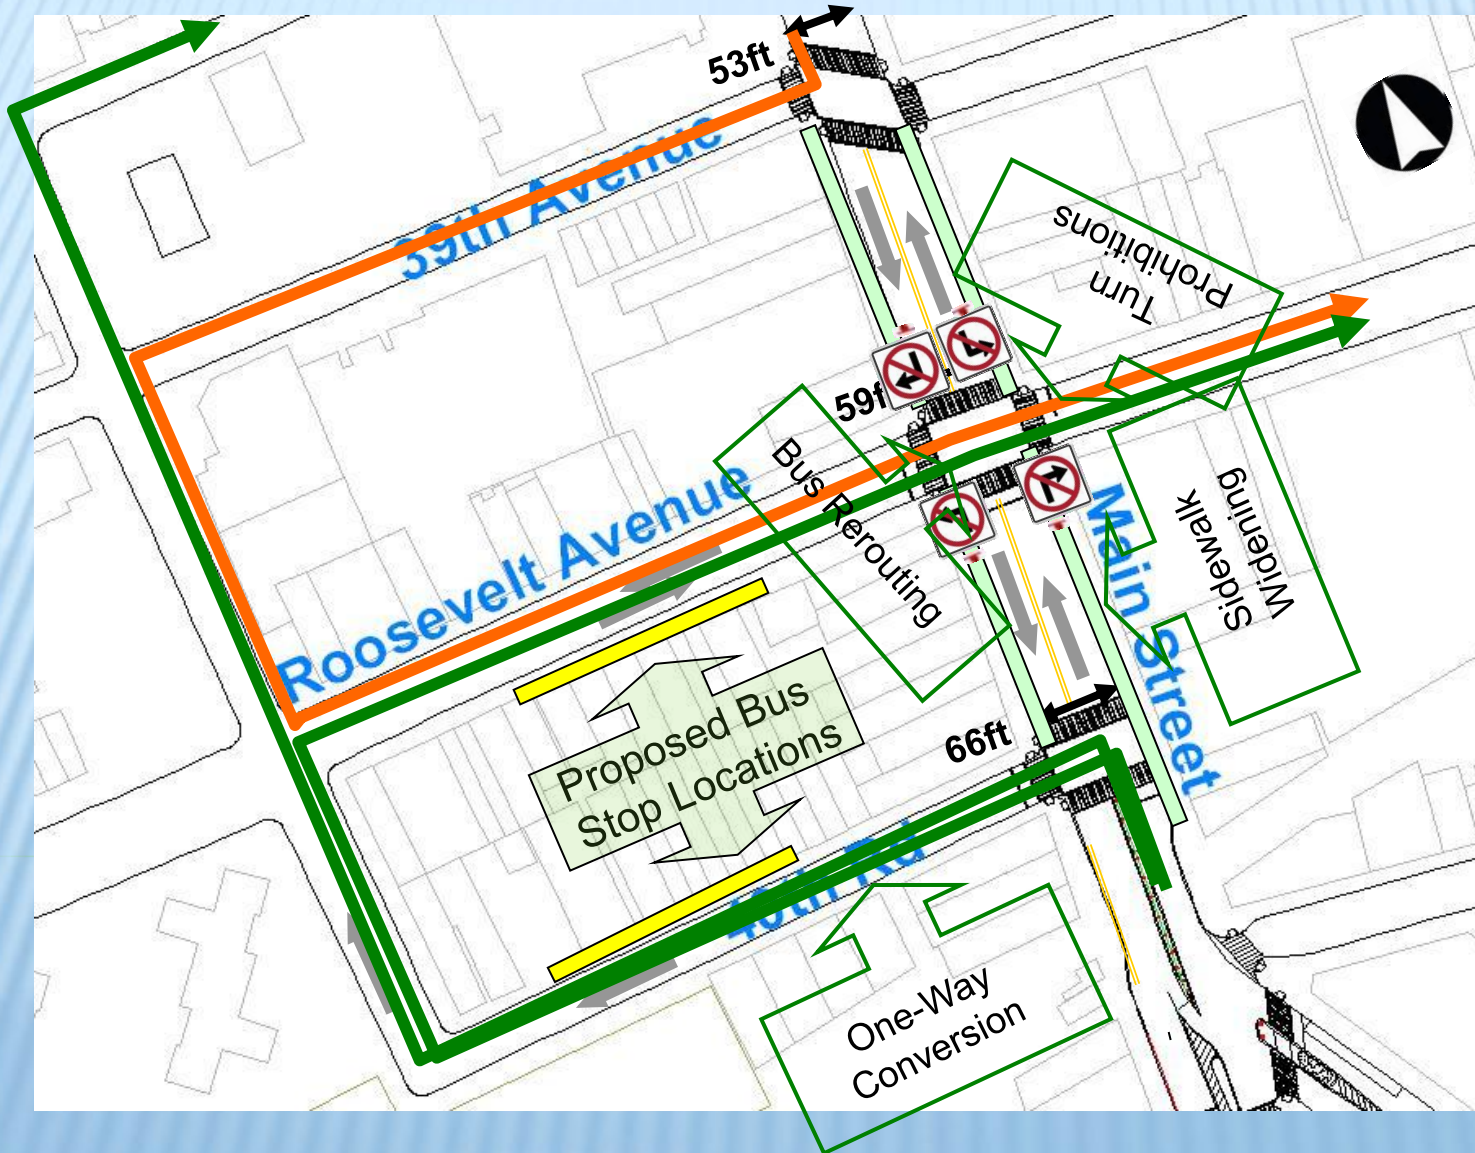 53ft
39th Avenue
Turn
Prohibitions
59f
Bus Rerouting
Roosevelt Avenue
Main Street
Sidewalk
Widening
Proposed Bus
Stop Locations
66ft
40th Rd
One-Way
Conversion